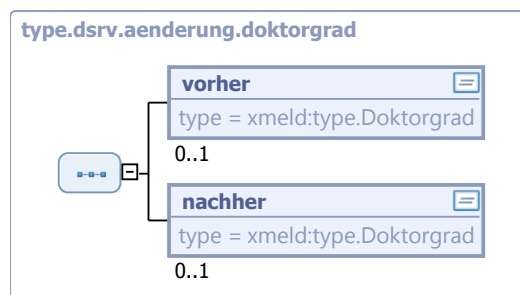 type.dsrv.aenderung.doktorgrad
vorher
type = xmeld:type.Doktorgrad
0..1
nachher
type = xmeld:type.Doktorgrad
0..1